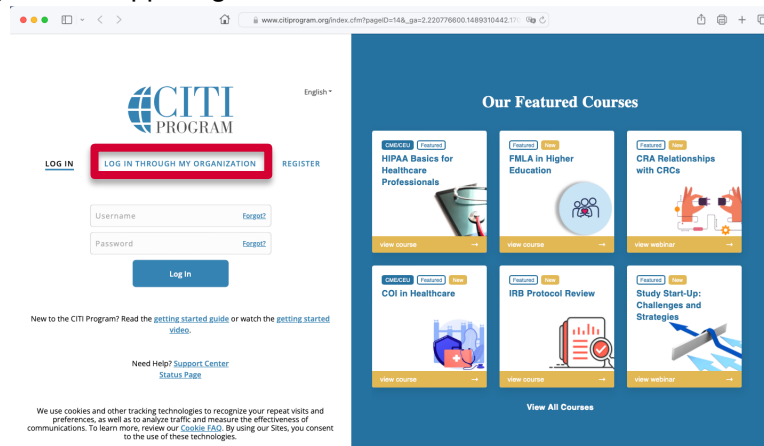 www.citiprogram.org/index.cfm?pageID=14&_ga=2.220776600.1489310442.170
English
CITI
PROGRAM
LOG IN
LOG IN THROUGH MY ORGANIZATION
REGISTER
Username
Forgot?
Password
Forgot?
Log In
New to the CITI Program? Read the getting started guide or watch the getting started
video.
Need Help? Support Center
Status Page
We use cookies and other tracking technologies to recognize your repeat visits and
preferences, as well as to analyze traffic and measure the effectiveness of
communications. To learn more, review our Cookie FAQ. By using our Sites, you consent
to the use of these technologies.
Our Featured Courses
CME/CEU Featured
HIPAA Basics for
Healthcare
Professionals
view course →
Featured New
FMLA in Higher
Education
view course →
Featured New
CRA Relationships
with CRCs
view webinar →
CME/CEU Featured New
COI in Healthcare
view course →
Featured New
IRB Protocol Review
view course →
Featured New
Study Start-Up:
Challenges and
Strategies
view webinar →
View All Courses